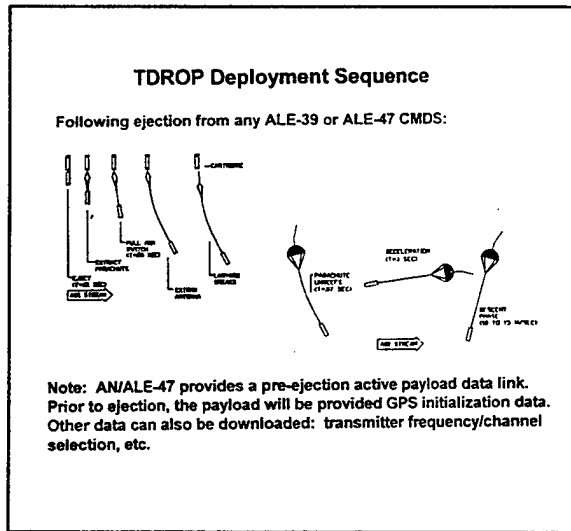 TDROP Deployment Sequence
Following ejection from any ALE-39 or ALE-47 CMDS:
CARTRIDGE
PULL
SWITCH
EXTRACT
PARACHUTE
EJECT
AIR STREAM
EXTEND
ANTENNA
LANYARD
BREAKS
PARACHUTE
DECELERATION
DESCENT
PHASE
AIR STREAM
Note: AN/ALE-47 provides a pre-ejection active payload data link.
Prior to ejection, the payload will be provided GPS initialization data.
Other data can also be downloaded: transmitter frequency/channel
selection, etc.